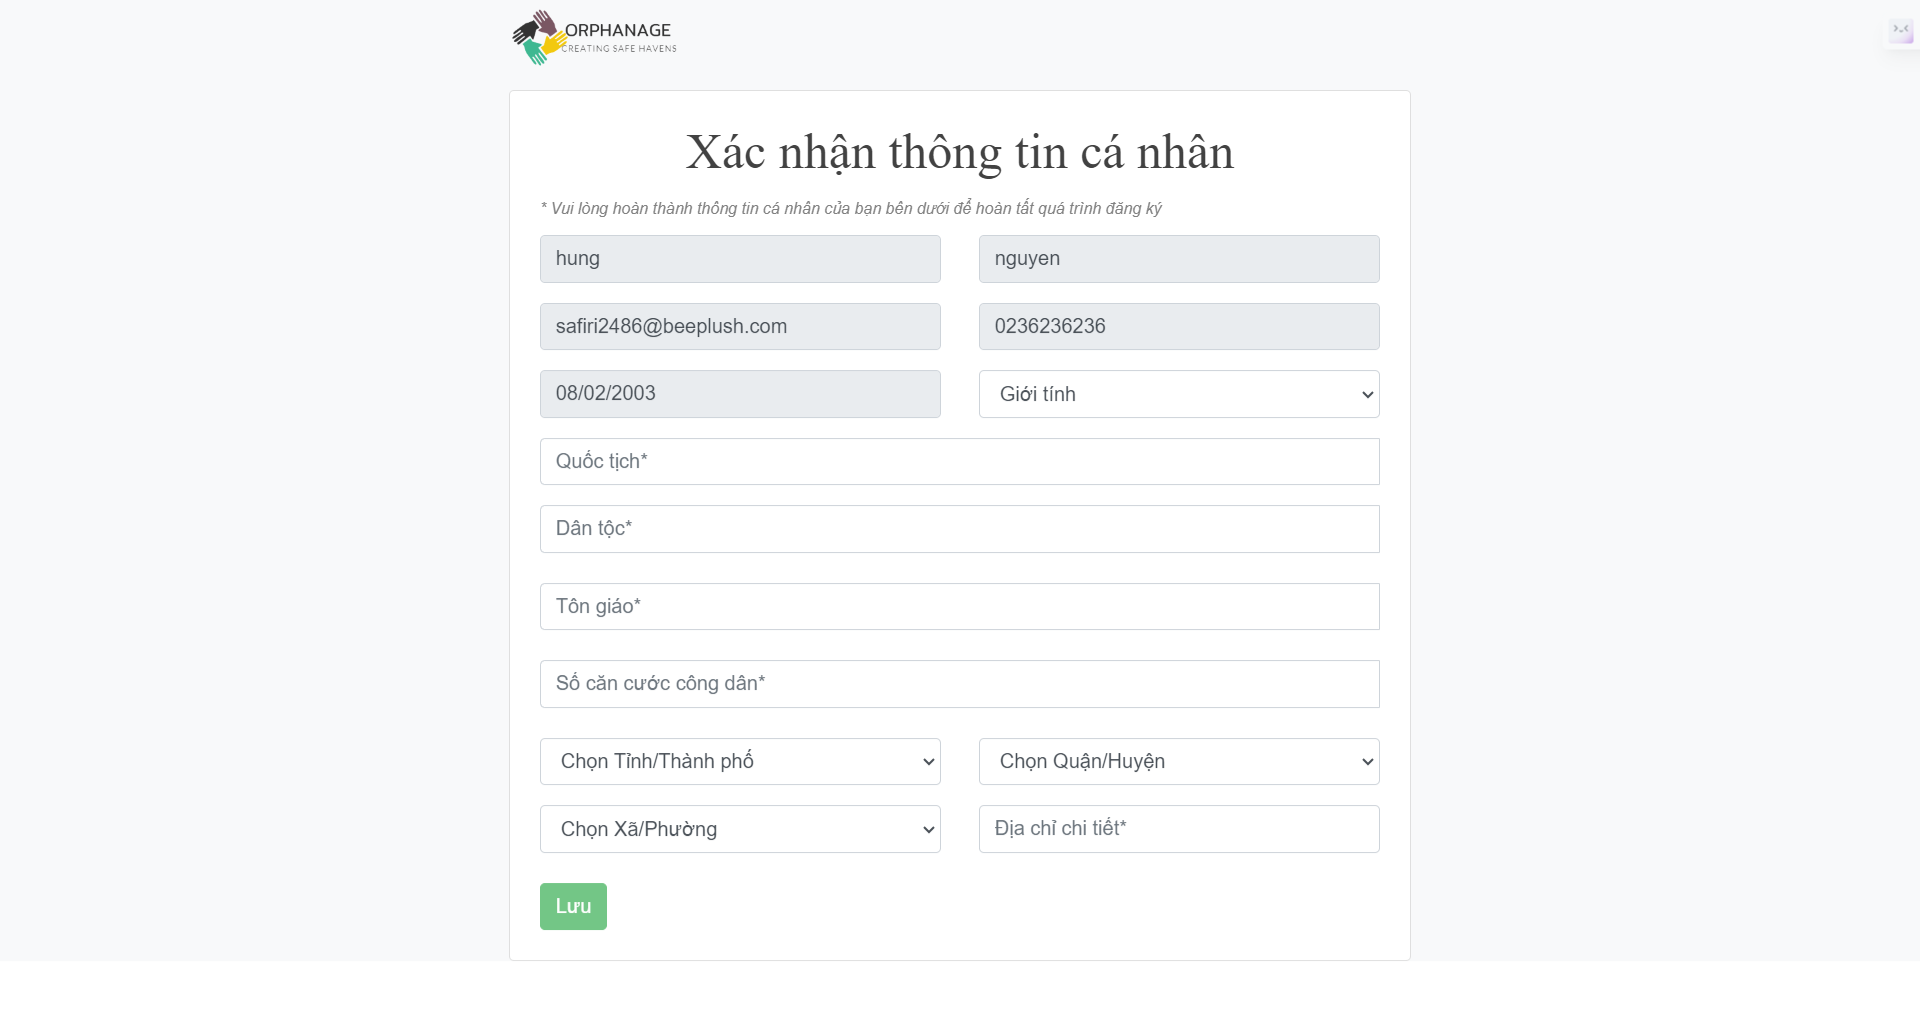 ORPHANAGE
CREATING SAFE HAVENS
Xác nhận thông tin cá nhân
* Vui lòng hoàn thành thông tin cá nhân của bạn bên dưới để hoàn tất quá trình đăng ký
hung
nguyen
safiri2486@beeplush.com
0236236236
08/02/2003
Giới tính
Quốc tịch*
Dân tộc*
Tôn giáo*
Số căn cước công dân*
Chọn Tỉnh/Thành phố
Chọn Quận/Huyện
Chọn Xã/Phường
Địa chỉ chi tiết*
Lưu